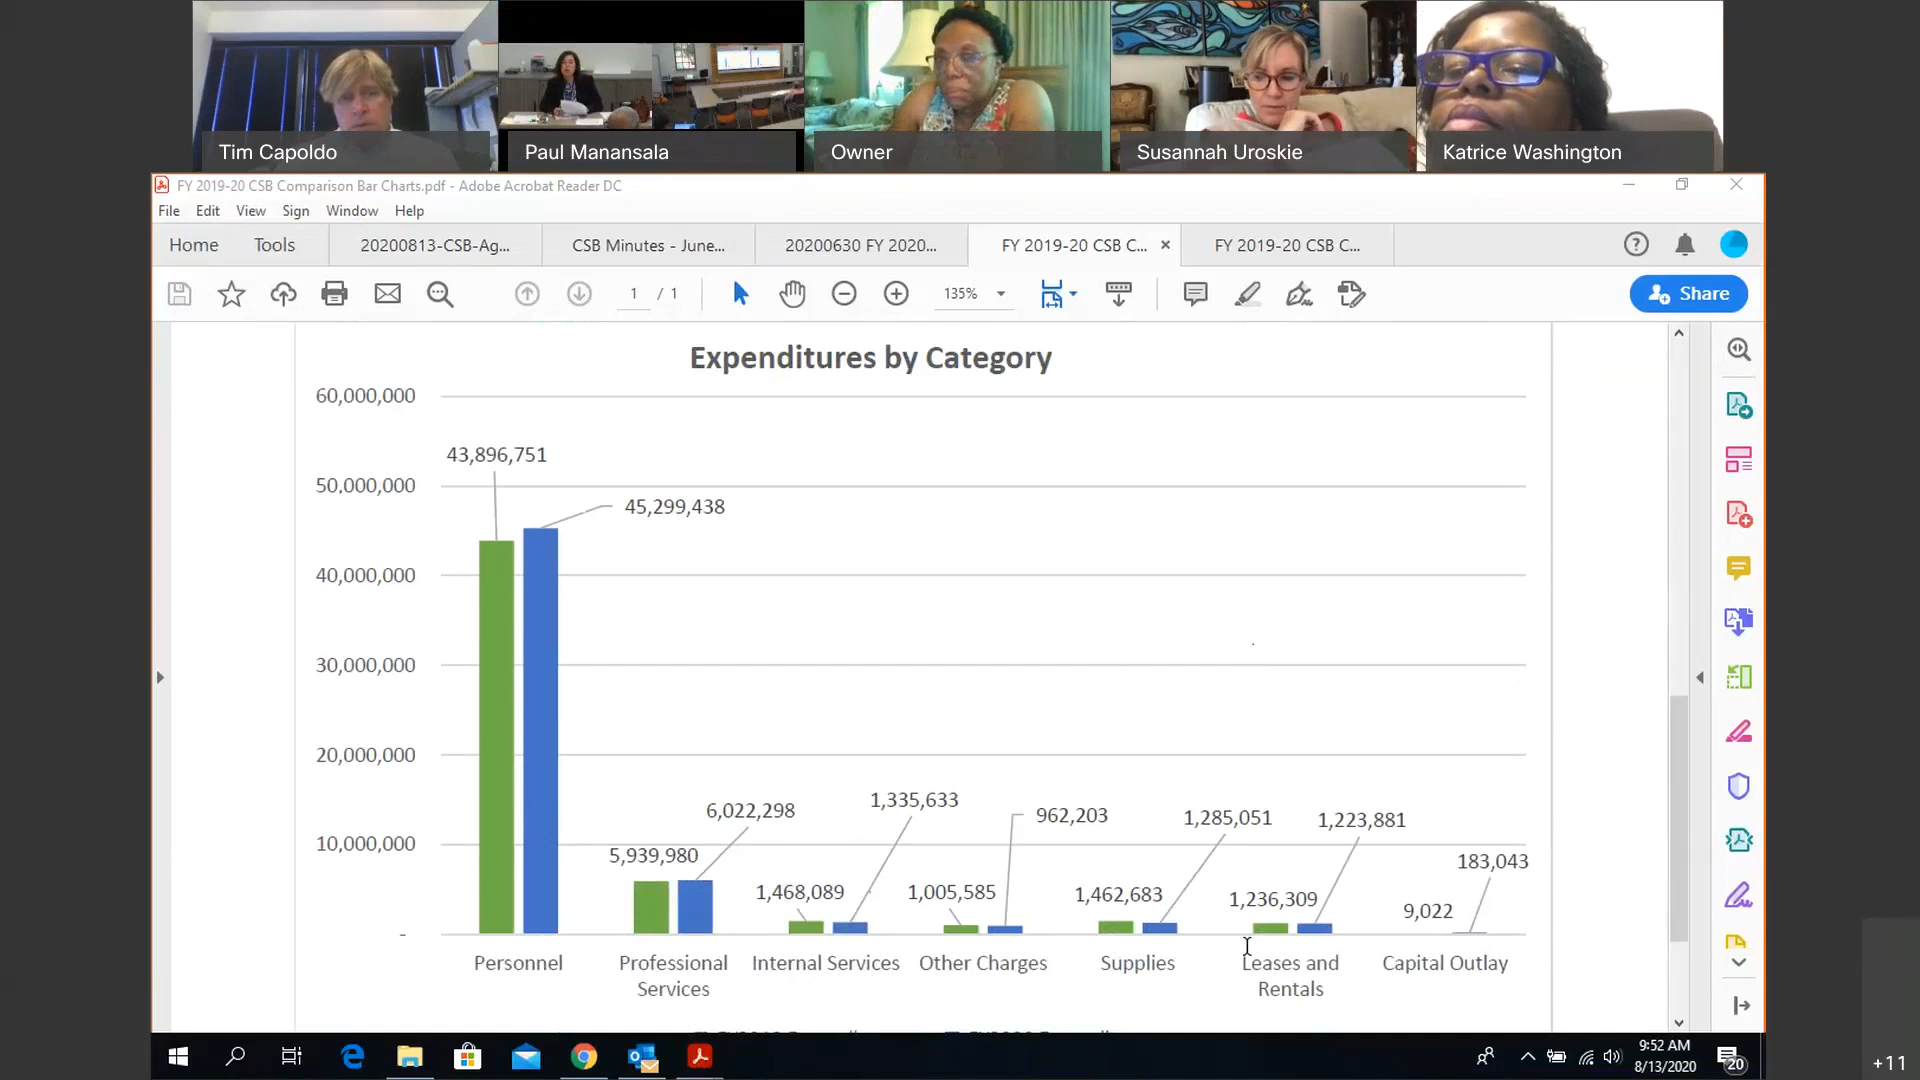 Tim Capoldo
Paul Manansala
Owner
Susannah Uroskie
Katrice Washington
FY 2019-20 CSB Comparison Bar Charts.pdf - Adobe Acrobat Reader DC
File Edit View Sign Window Help
Home Tools 20200813-CSB-Ag... CSB Minutes - June... 20200630 FY 2020... FY 2019-20 CSB C... FY 2019-20 CSB C...
1 / 1 135% Share
Expenditures by Category
60,000,000
43,896,751
50,000,000
45,299,438
40,000,000
30,000,000
20,000,000
10,000,000
-
5,939,980
6,022,298
1,468,089
1,335,633
1,005,585
962,203
1,462,683
1,285,051
1,236,309
1,223,881
9,022
183,043
Personnel
Professional
Services
Internal Services
Other Charges
Supplies
Leases and
Rentals
Capital Outlay
9:52 AM
8/13/2020
20
+11